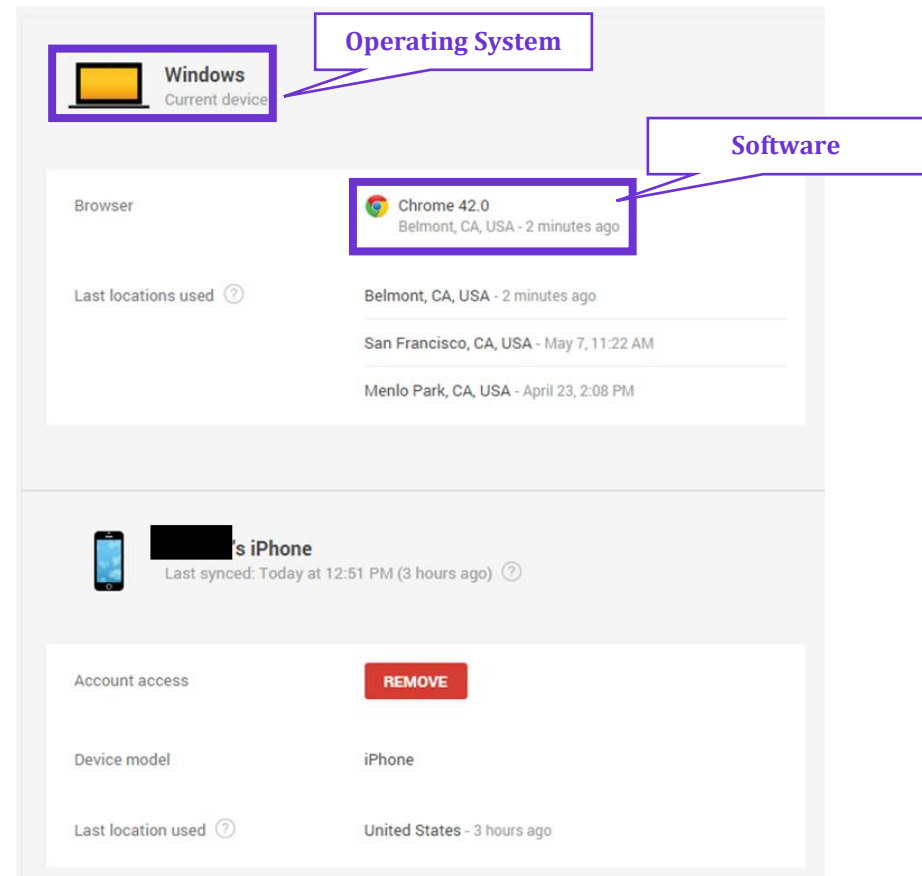 Operating System
Windows
Current device
Software
Browser
Chrome 42.0
Belmont, CA, USA - 2 minutes ago
Last locations used ?
Belmont, CA, USA - 2 minutes ago
San Francisco, CA, USA - May 7, 11:22 AM
Menlo Park, CA, USA - April 23, 2:08 PM
's iPhone
Last synced: Today at 12:51 PM (3 hours ago) ?
Account access
REMOVE
Device model
iPhone
Last location used ?
United States - 3 hours ago